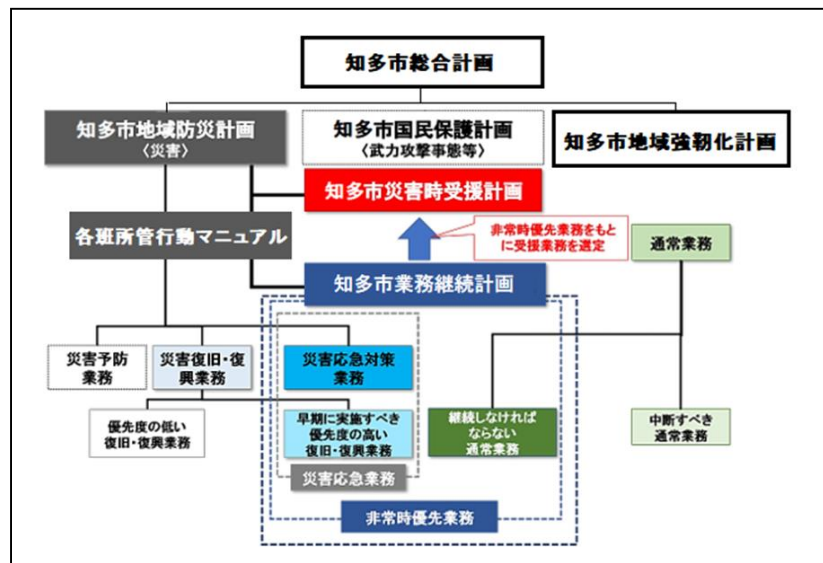 知多市総合計画
知多市地域防災計画
〈災害〉
知多市国民保護計画
〈武力攻撃事態等〉
知多市地域強靭化計画
知多市災害時受援計画
各班所管行動マニュアル
非常時優先業務をもと
に受援業務を選定
通常業務
知多市業務継続計画
災害予防
業務
災害復旧・復
興業務
災害応急対策
業務
優先度の低い
復旧・復興業務
早期に実施すべき
優先度の高い
復旧・復興業務
継続しなければ
ならない
通常業務
中断すべき
通常業務
災害応急業務
非常時優先業務